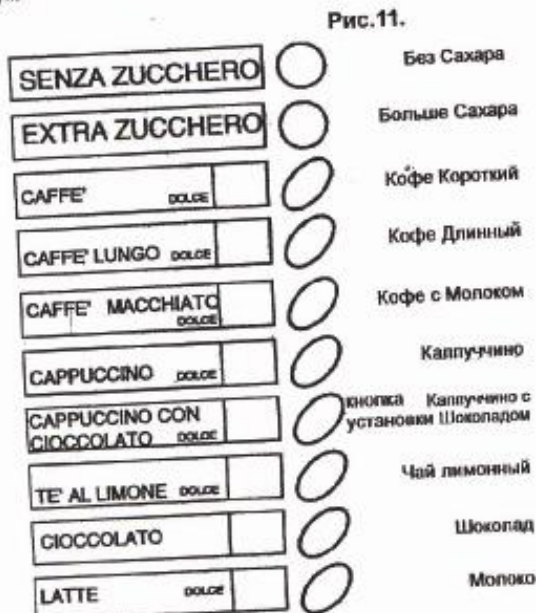 Рис.11.
SENZA ZUCCHERO Без Сахара
EXTRA ZUCCHERO Больше Сахара
CAFFE' DOLCE Кофе Короткий
CAFFE' LUNGO DOLCE Кофе Длинный
CAFFE' MACCHIATO Кофе с Молоком
DOLCE
CAPPUCCINO DOLCE Каппуччино
CAPPUCCINO CON кнопка Каппуччино с
CIOCCOLATO DOLCE установки Шоколадом
TE' AL LIMONE DOLCE Чай лимонный
CIOCCOLATO Шоколад
LATTE DOLCE Молоко